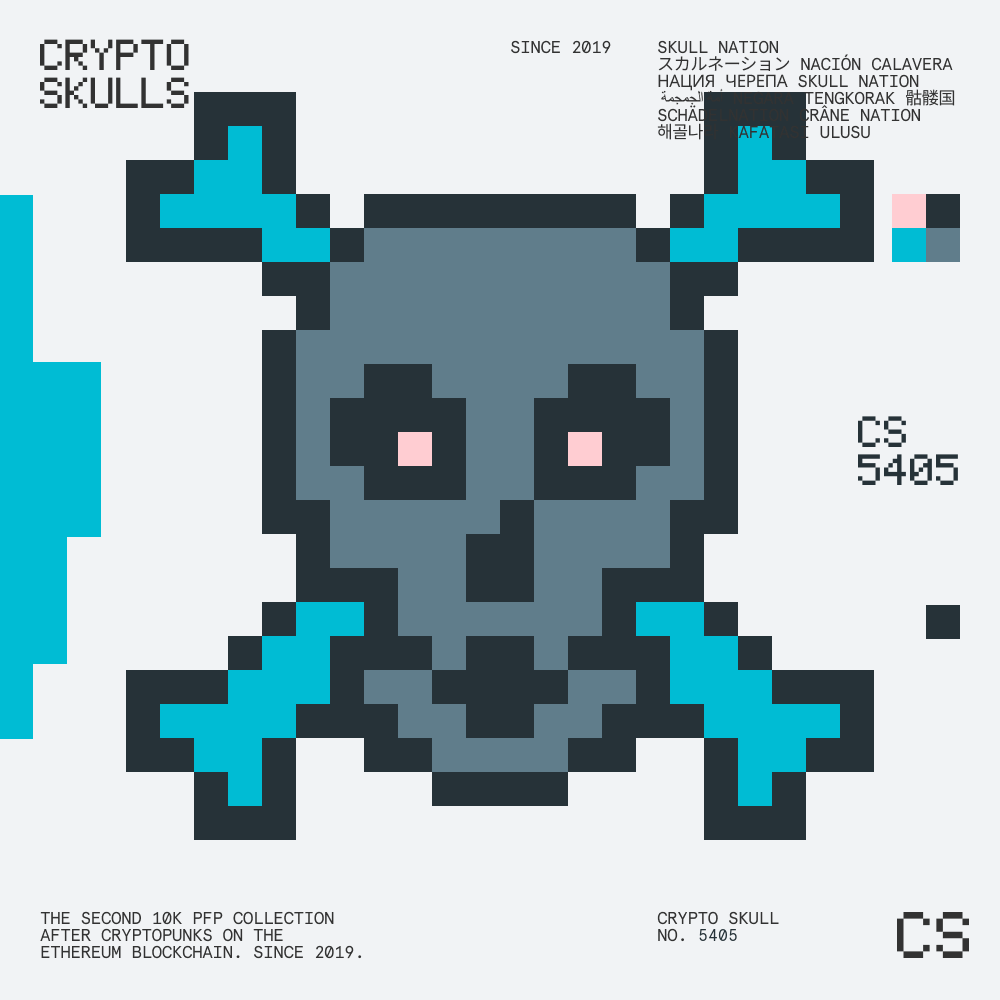 CRYPTO
SKULLS
SINCE 2019
SKULL NATION
スカルネーション NACIÓN CALAVERA
НАЦИЯ ЧЕРЕПА SKULL NATION
TENGKORAK 骷髅国
CRÂNE NATION
해골나 ULUSU
CS
5405
THE SECOND 10K PFP COLLECTION
AFTER CRYPTOPUNKS ON THE
ETHEREUM BLOCKCHAIN. SINCE 2019.
CRYPTO SKULL
NO. 5405
CS